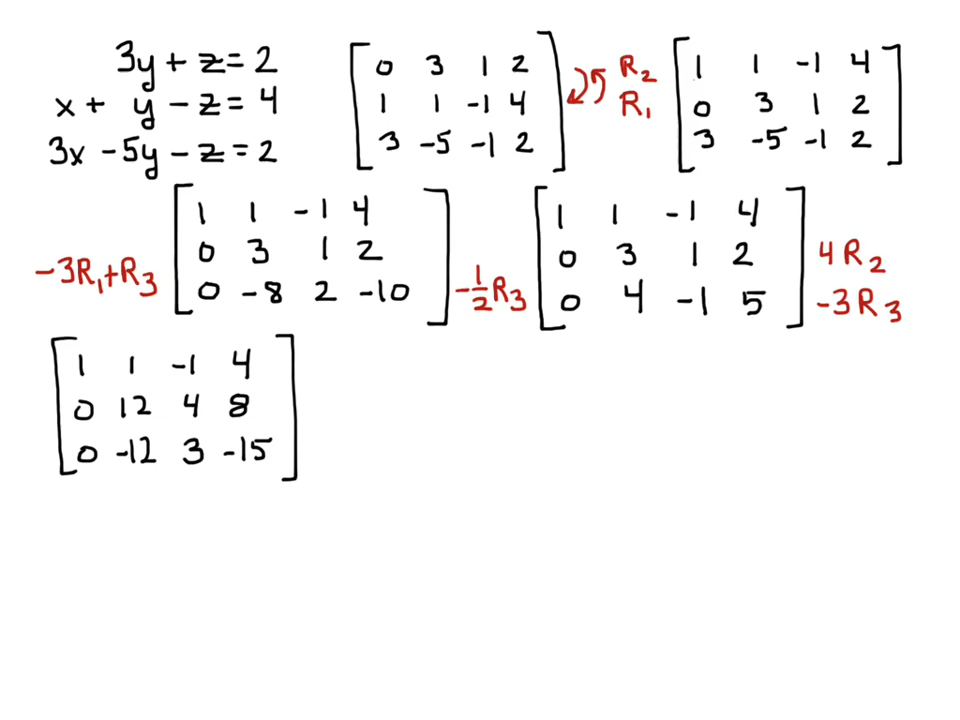 3y + z = 2
x + y - z = 4
3x - 5y - z = 2
0 3 1 2
1 1 -1 4
3 -5 -1 2
R₂
R₁
1 1 -1 4
0 3 1 2
3 -5 -1 2
-3R₁+R₃
1 1 -1 4
0 3 1 2
0 -8 2 -10
-½R₃
1 1 -1 4
0 3 1 2
0 4 -1 5
4R₂
-3R₃
1 1 -1 4
0 12 4 8
0 -12 3 -15